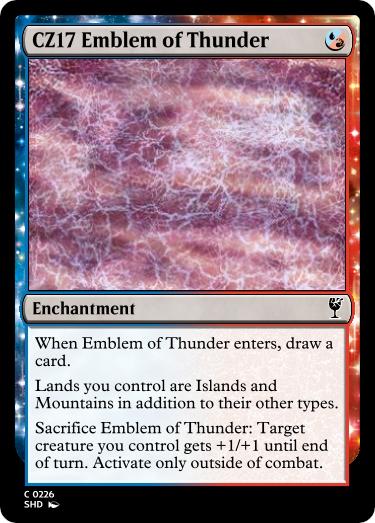 CZ17 Emblem of Thunder
Enchantment
When Emblem of Thunder enters, draw a
card.
Lands you control are Islands and
Mountains in addition to their other types.
Sacrifice Emblem of Thunder: Target
creature you control gets +1/+1 until end
of turn. Activate only outside of combat.
C 0226
SHD